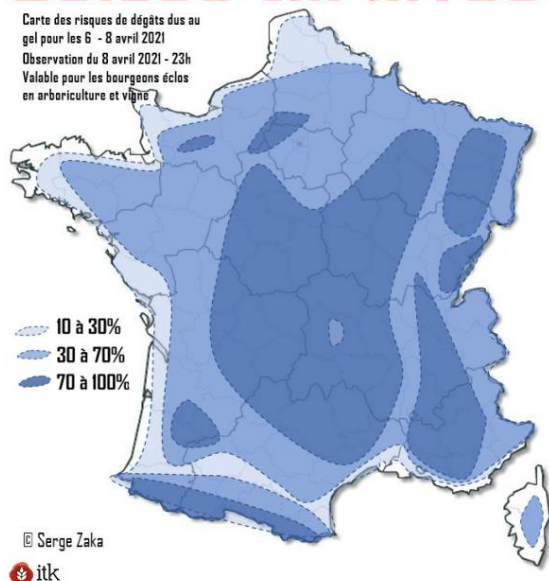 Carte des risques de dégâts dus au
gel pour les 6 - 8 avril 2021
Observation du 8 avril 2021 - 23h
Valable pour les bourgeons éclos
en arboriculture et vigne
10 à 30%
30 à 70%
70 à 100%
© Serge Zaka
itk